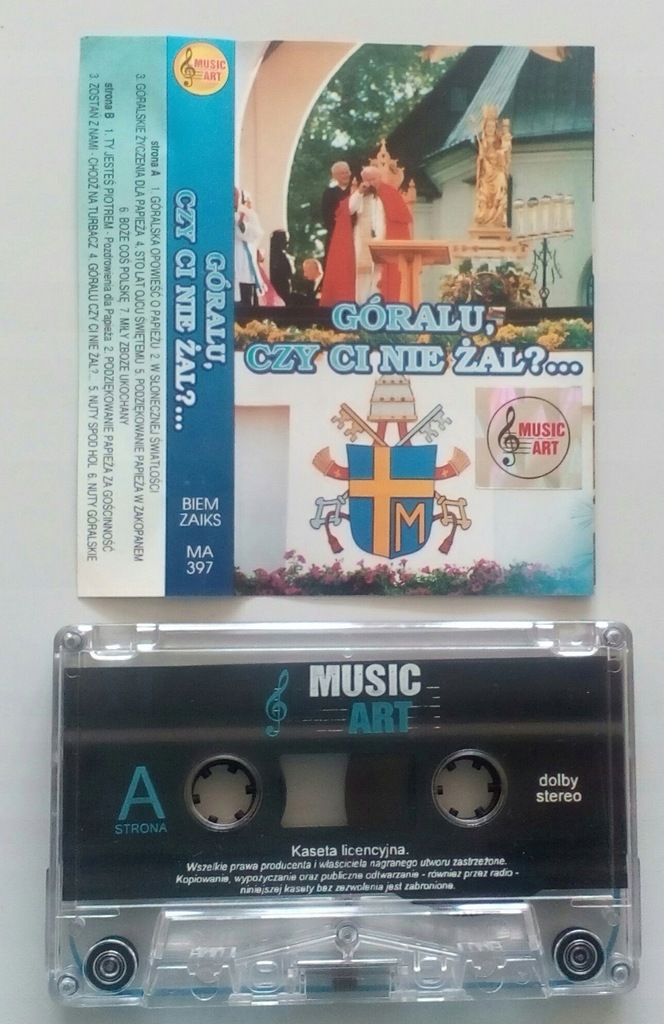 MUSIC
ART
GÓRALU,
CZY CI NIE ŻAL?...
BIEM
ZAIKS
MA
397
strona A 1. GÓRALSKA OPOWIEŚĆ O PAPIEŻU 2. W SŁONECZNEJ ŚWIATŁOŚCI
3. GÓRALSKIE ŻYCZENIA DLA PAPIEŻA 4. STO LAT OJCU ŚWIĘTEMU 5. PODZIĘKOWANIE PAPIEŻA W ZAKOPANEM
6. BOŻE COŚ POLSKĘ 7. MIŁY ZBOŻE UKOCHANY
strona B 1. TY JESTEŚ PIOTREM - Pozdrowienia dla Papieża 2. PODZIĘKOWANIE PAPIEŻA ZA GOŚCINNOŚĆ
3. ZOSTAŃ Z NAMI - CHODŹ NA TURBACZ 4. GÓRALU CZY CI NIE ŻAL?... 5. NUTY SPOD HOL 6. NUTY GÓRALSKIE
GÓRALU,
CZY CI NIE ŻAL?...
MUSIC
ART
M
MUSIC
ART
A
STRONA
dolby
stereo
Kaseta licencyjna.
Wszelkie prawa producenta i właściciela nagranego utworu zastrzeżone.
Kopiowanie, wypożyczanie oraz publiczne odtwarzanie - również przez radio -
niniejszej kasety bez zezwolenia jest zabronione.